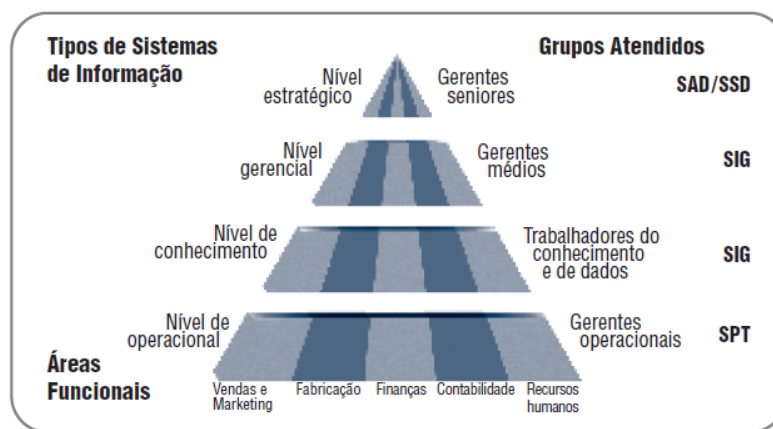 Tipos de Sistemas
de Informação
Grupos Atendidos
Nível
estratégico
Gerentes
seniores
SAD/SSD
Nível
gerencial
Gerentes
médios
SIG
Nível de
conhecimento
Trabalhadores do
conhecimento
e de dados
SIG
Nível de
operacional
Gerentes
operacionais
SPT
Áreas
Funcionais
Vendas e
Marketing
Fabricação
Finanças
Contabilidade
Recursos
humanos